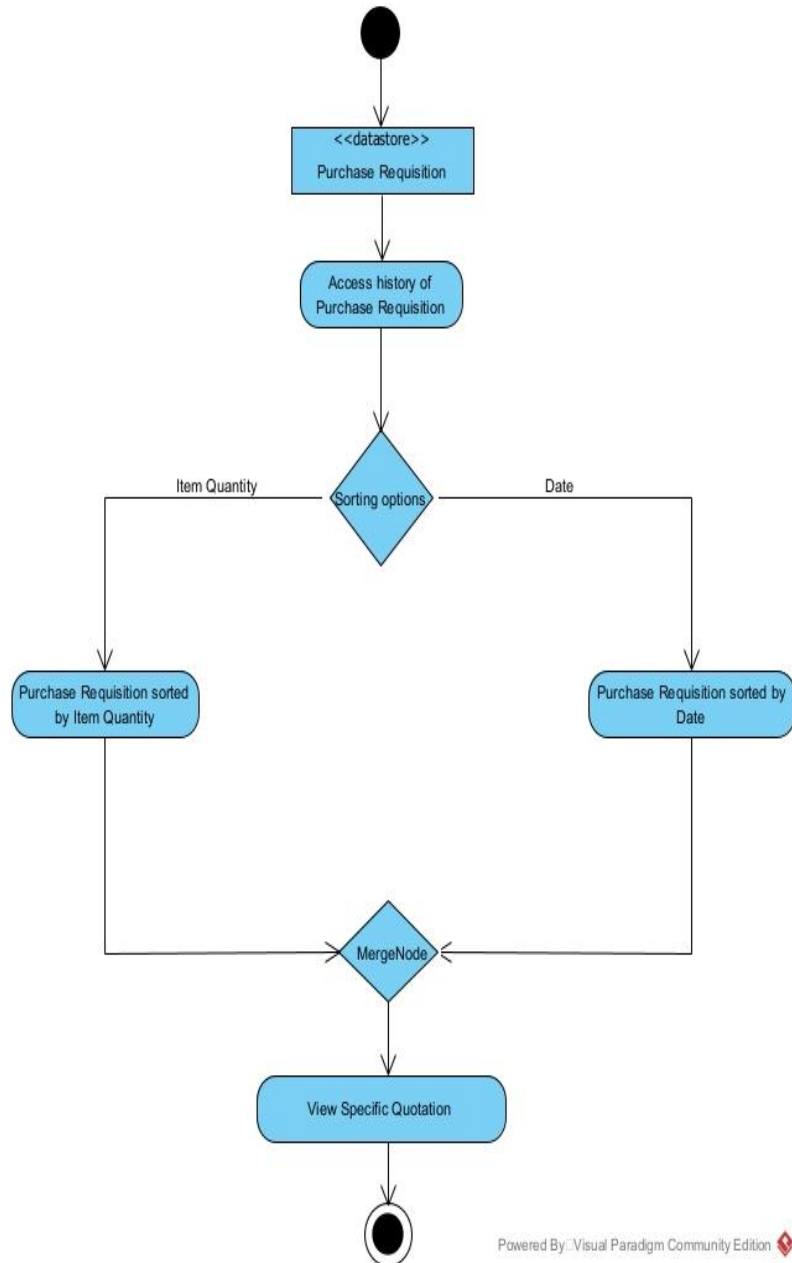 <<datastore>>
Purchase Requisition
Access history of
Purchase Requisition
Item Quantity
Sorting options
Date
Purchase Requisition sorted
by Item Quantity
Purchase Requisition sorted by
Date
MergeNode
View Specific Quotation
Powered By Visual Paradigm Community Edition